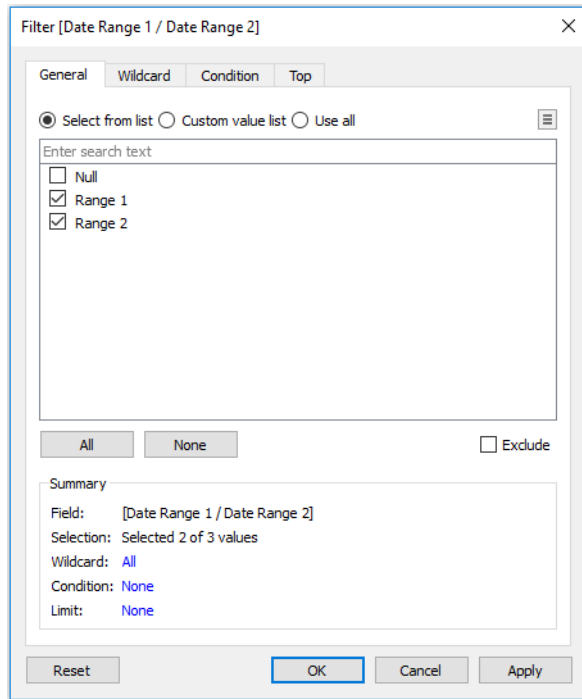 Filter [Date Range 1 / Date Range 2]
General Wildcard Condition Top
Select from list Custom value list Use all
Enter search text
Null
Range 1
Range 2
All None Exclude
Summary
Field: [Date Range 1 / Date Range 2]
Selection: Selected 2 of 3 values
Wildcard: All
Condition: None
Limit: None
Reset OK Cancel Apply